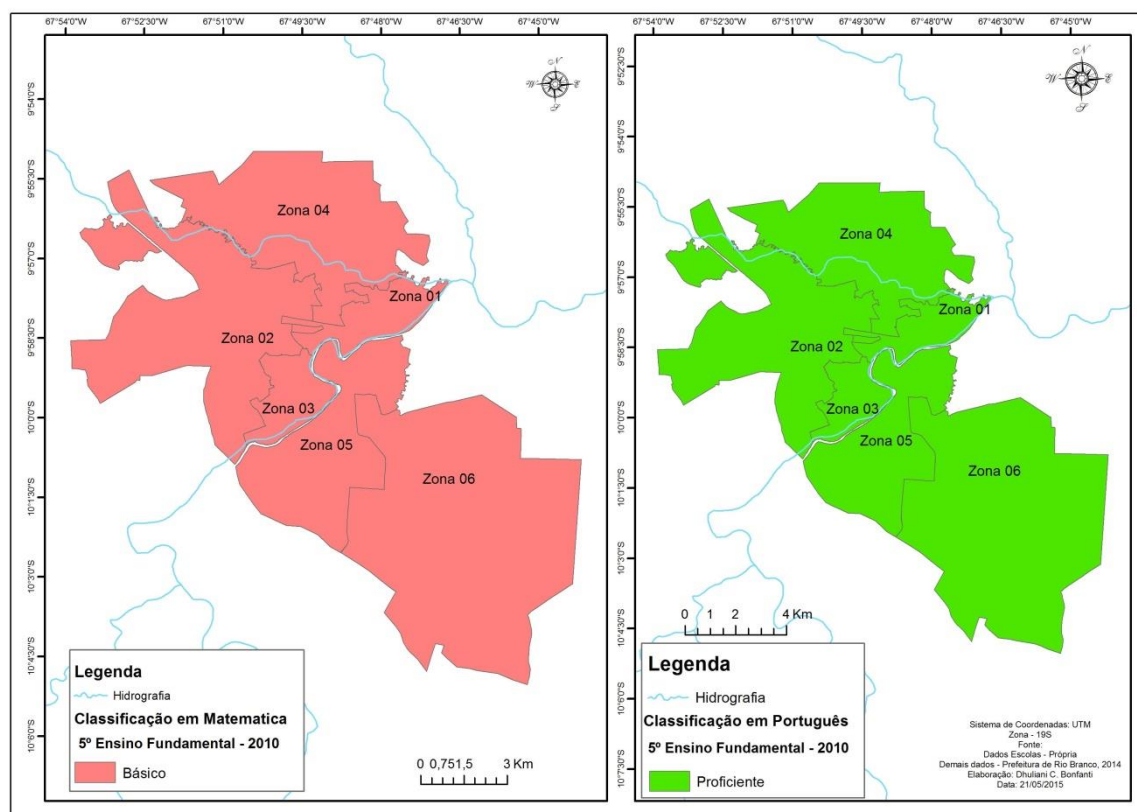 67°54'0"W 67°52'30"W 67°51'0"W 67°49'30"W 67°48'0"W 67°46'30"W 67°45'0"W
9°54'0"S
9°55'30"S
9°57'0"S
9°58'30"S
10°0'0"S
10°1'30"S
10°3'0"S
10°4'30"S
10°6'0"S
N
W E
S
Zona 04
Zona 01
Zona 02
Zona 03
Zona 05
Zona 06
Legenda
Hidrografia
Classificação em Matematica
5º Ensino Fundamental - 2010
Básico
0 0,751,5 3 Km
67°54'0"W 67°52'30"W 67°51'0"W 67°49'30"W 67°48'0"W 67°46'30"W 67°45'0"W
9°52'30"S
9°54'0"S
9°55'30"S
9°57'0"S
9°58'30"S
10°0'0"S
10°1'30"S
10°3'0"S
10°4'30"S
10°6'0"S
10°7'30"S
N
W E
S
Zona 04
Zona 01
Zona 02
Zona 03
Zona 05
Zona 06
0 1 2 4 Km
Legenda
Hidrografia
Classificação em Português
5º Ensino Fundamental - 2010
Proficiente
Sistema de Coordenadas: UTM
Zona - 19S
Fonte:
Dados Escolas - Própria
Demais dados - Prefeitura de Rio Branco, 2014
Elaboração: Dhuliani C. Bonfanti
Data: 21/05/2015